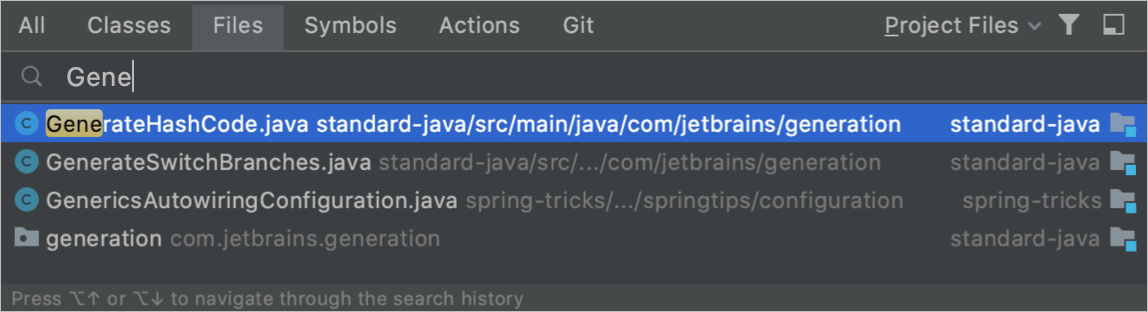 All Classes Files Symbols Actions Git Project Files
Gene
C GenerateHashCode.java standard-java/src/main/java/com/jetbrains/generation standard-java
C GenerateSwitchBranches.java standard-java/src/.../com/jetbrains/generation standard-java
C GenericsAutowiringConfiguration.java spring-tricks/.../springtips/configuration spring-tricks
generation com.jetbrains.generation standard-java
Press ⌥↑ or ⌥↓ to navigate through the search history